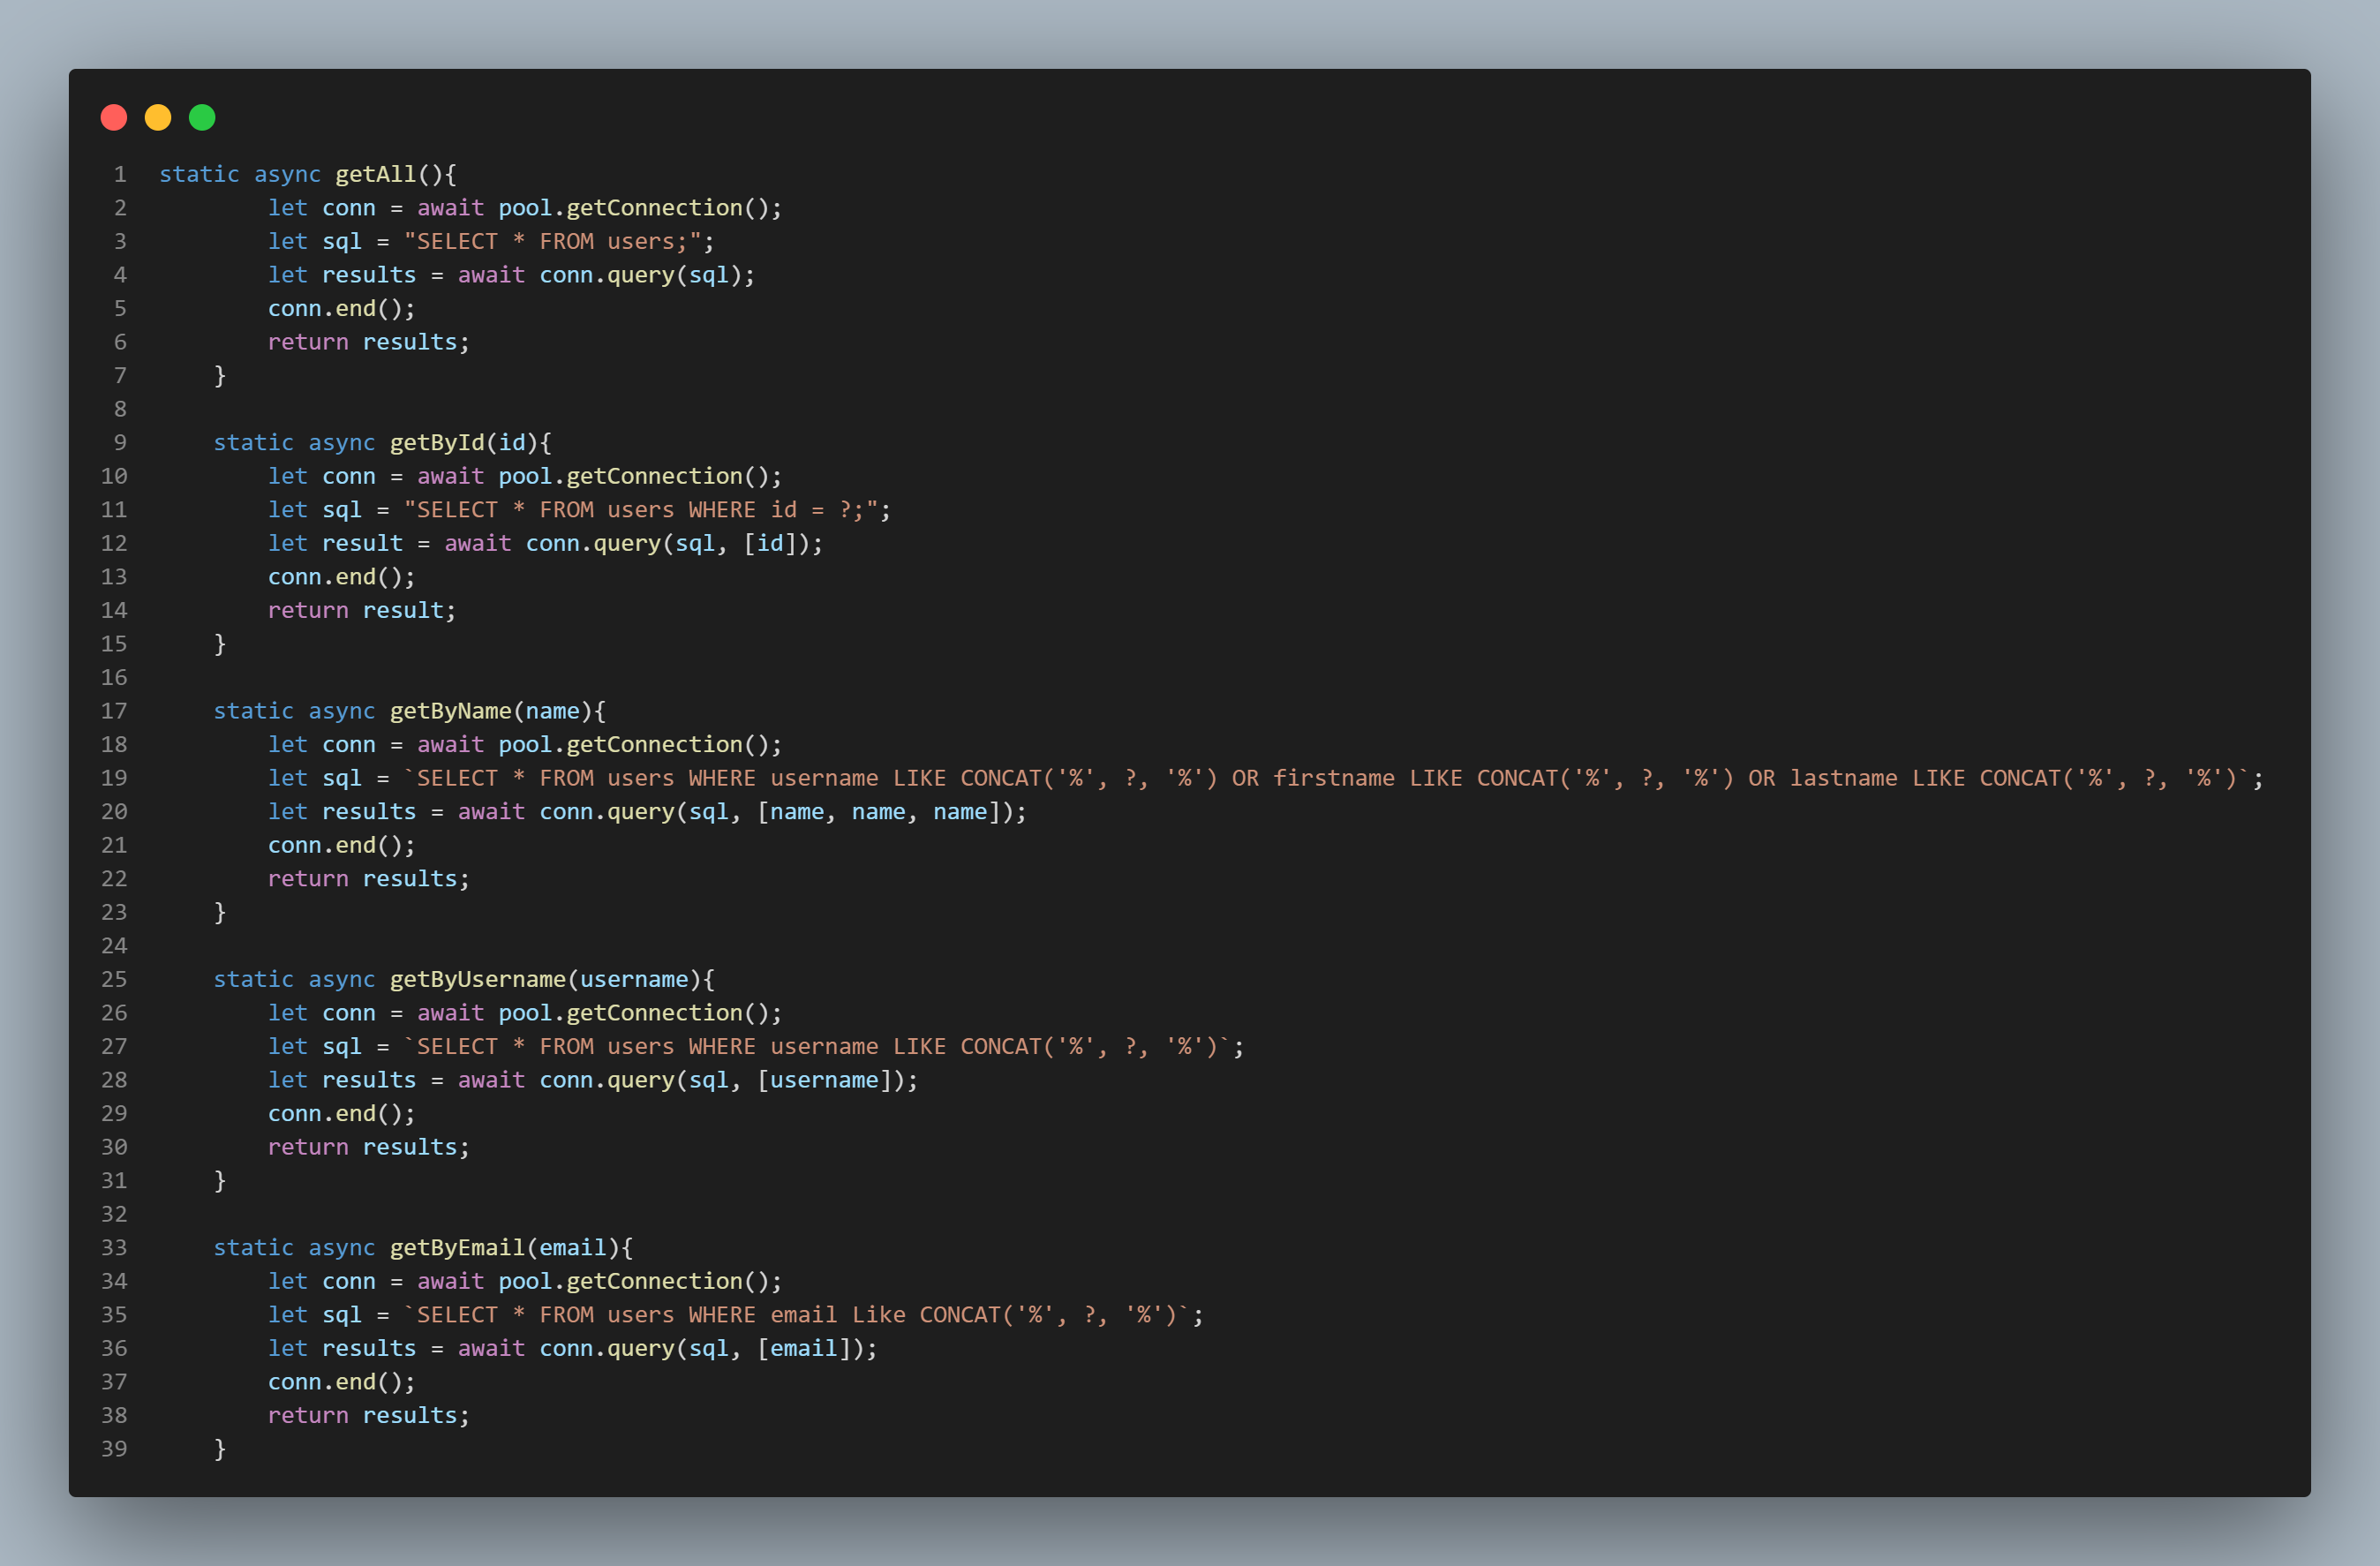 1 static async getAll(){
2         let conn = await pool.getConnection();
3         let sql = "SELECT * FROM users;";
4         let results = await conn.query(sql);
5         conn.end();
6         return results;
7     }
8
9     static async getById(id){
10         let conn = await pool.getConnection();
11         let sql = "SELECT * FROM users WHERE id = ?;";
12         let result = await conn.query(sql, [id]);
13         conn.end();
14         return result;
15     }
16
17     static async getByName(name){
18         let conn = await pool.getConnection();
19         let sql = `SELECT * FROM users WHERE username LIKE CONCAT('%', ?, '%') OR firstname LIKE CONCAT('%', ?, '%') OR lastname LIKE CONCAT('%', ?, '%')`;
20         let results = await conn.query(sql, [name, name, name]);
21         conn.end();
22         return results;
23     }
24
25     static async getByUsername(username){
26         let conn = await pool.getConnection();
27         let sql = `SELECT * FROM users WHERE username LIKE CONCAT('%', ?, '%')`;
28         let results = await conn.query(sql, [username]);
29         conn.end();
30         return results;
31     }
32
33     static async getByEmail(email){
34         let conn = await pool.getConnection();
35         let sql = `SELECT * FROM users WHERE email Like CONCAT('%', ?, '%')`;
36         let results = await conn.query(sql, [email]);
37         conn.end();
38         return results;
39     }